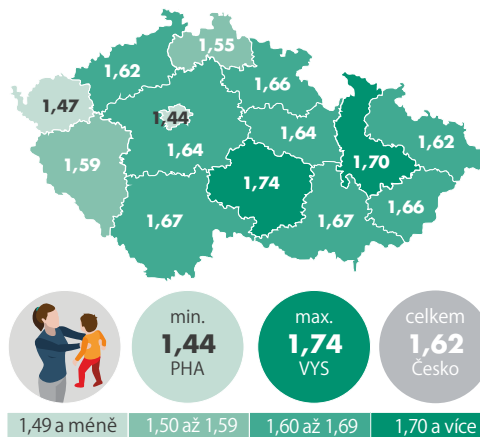 1,55
1,62
1,66
1,47
1,44
1,64
1,62
1,64
1,70
1,59
1,74
1,66
1,67
1,67
min.
1,44
PHA
max.
1,74
VYS
celkem
1,62
Česko
1,49 a méně
1,50 až 1,59
1,60 až 1,69
1,70 a více